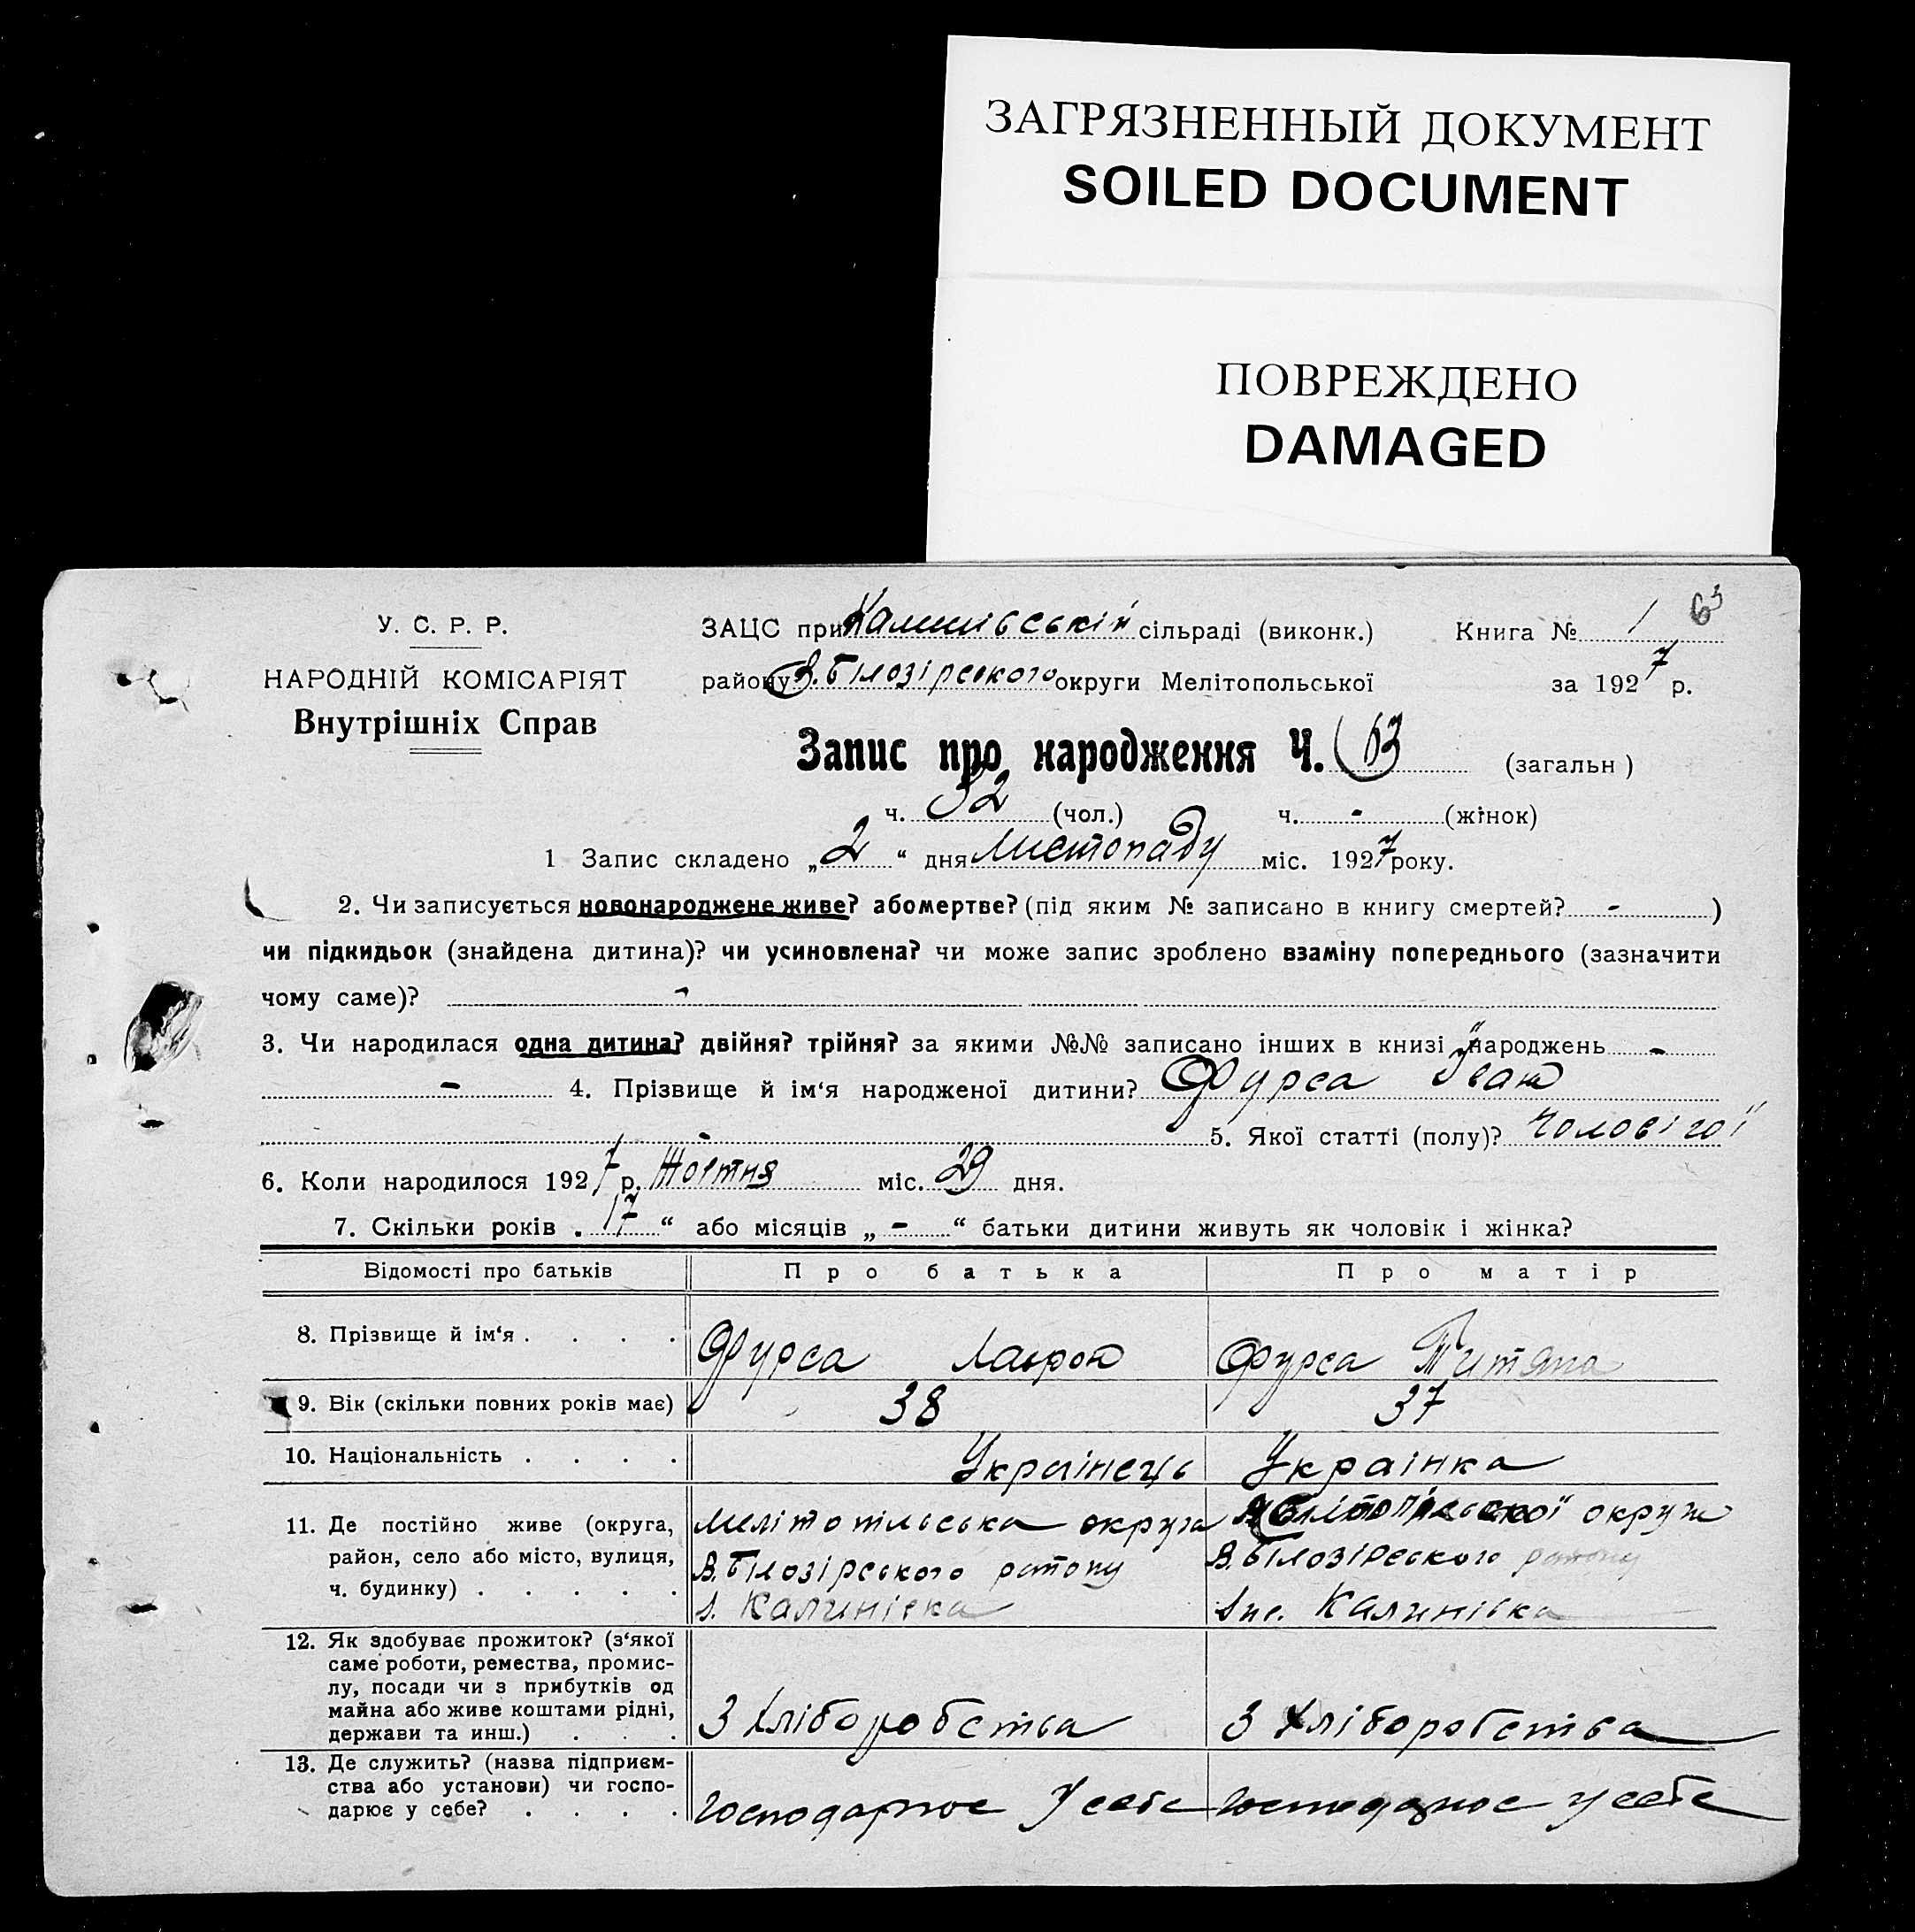 ЗАГРЯЗНЕННЫЙ ДОКУМЕНТ
SOILED DOCUMENT
ПОВРЕЖДЕНО
DAMAGED
63
У. С. Р. Р.
НАРОДНІЙ КОМІСАРІЯТ
Внутрішніх Справ
ЗАЦС при Калинівській сільраді (виконк.) Книга № 1
району В. Білозірського округи Мелітопольської за 1927 р.
Запис про народження Ч. 63 (загальн )
ч. 32 (чол.) ч. - (жінок)
1 Запис складено „2“ дня Листопаду міс. 1927 року.
2. Чи записується новонароджене живе? або мертве? (під яким № записано в книгу смертей? - )
чи підкидьок (знайдена дитина)? чи усиновлена? чи може запис зроблено взаміну попереднього (зазначити
чому саме)? -
3. Чи народилася одна дитина? двійня? трійня? за якими №№ записано інших в книзі народжень -
- 4. Прізвище й ім‘я народженої дитини? Фурса Іван
- 5. Якої статті (полу)? Чоловічої
6. Коли народилося 1927 р. Жовтня міс. 29 дня.
7. Скільки років „17“ або місяців „-“ батьки дитини живуть як чоловік і жінка?
Відомості про батьків Про батька Про матір
8. Прізвище й ім‘я . . . . Фурса Лаврон Фурса Титяна
9. Вік (скільки повних років має) 38 37
10. Національність . . . . Українець Украінка
11. Де постійно живе (округа, Мелітопільська округа Мелітопільської округи
район, село або місто, вулиця, В. Білозірського району В. Білозірського району
ч. будинку) . . . . . с. Калинівка с. Калинівка
12. Як здобуває прожиток? (з‘якої
саме роботи, ремества, промис-
лу, посади чи з прибутків од
майна або живе коштами рідні,
держави та инш.) . . . З Хліборобства З Хліборобства
13. Де служить? (назва підприєм-
ства або установи) чи госпо-
дарює у себе? . . . . господарює У себе господарює у себе